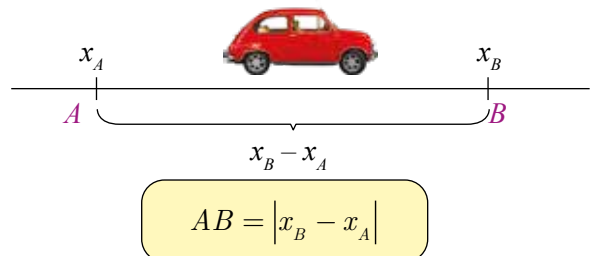 x_A x_B
A B
x_B – x_A
AB = |x_B − x_A|